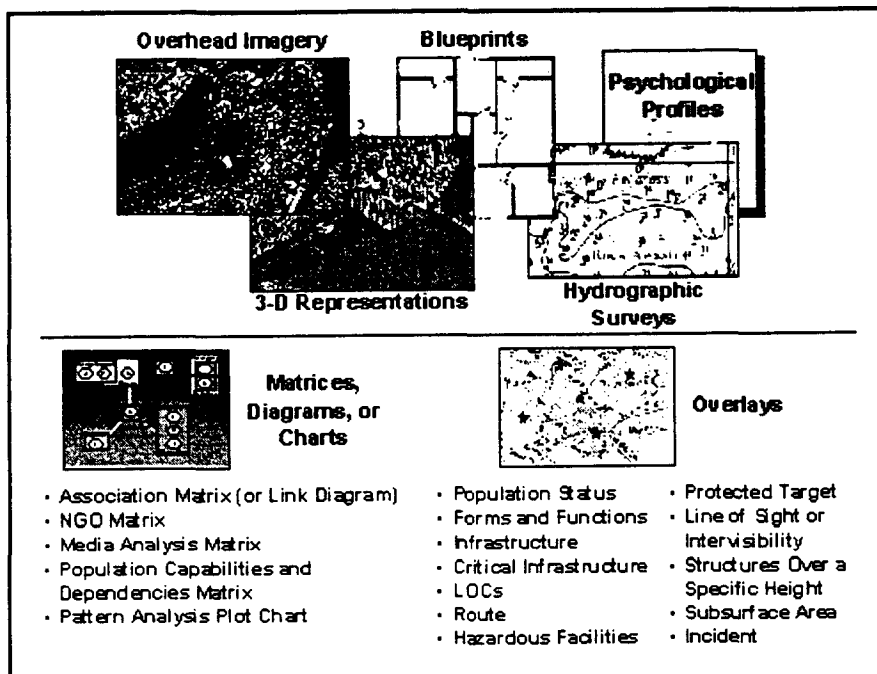 Overhead Imagery
Blueprints
Psychological
Profiles
3-D Representations
Hydrographic
Surveys
Matrices,
Diagrams, or
Charts
Overlays
· Association Matrix (or Link Diagram)
· NGO Matrix
· Media Analysis Matrix
· Population Capabilities and
Dependencies Matrix
· Pattern Analysis Plot Chart
· Population Status
· Forms and Functions
· Infrastructure
· Critical Infrastructure
· LOCs
· Route
· Hazardous Facilities
· Protected Target
· Line of Sight or
Intervisibility
· Structures Over a
Specific Height
· Subsurface Area
· Incident